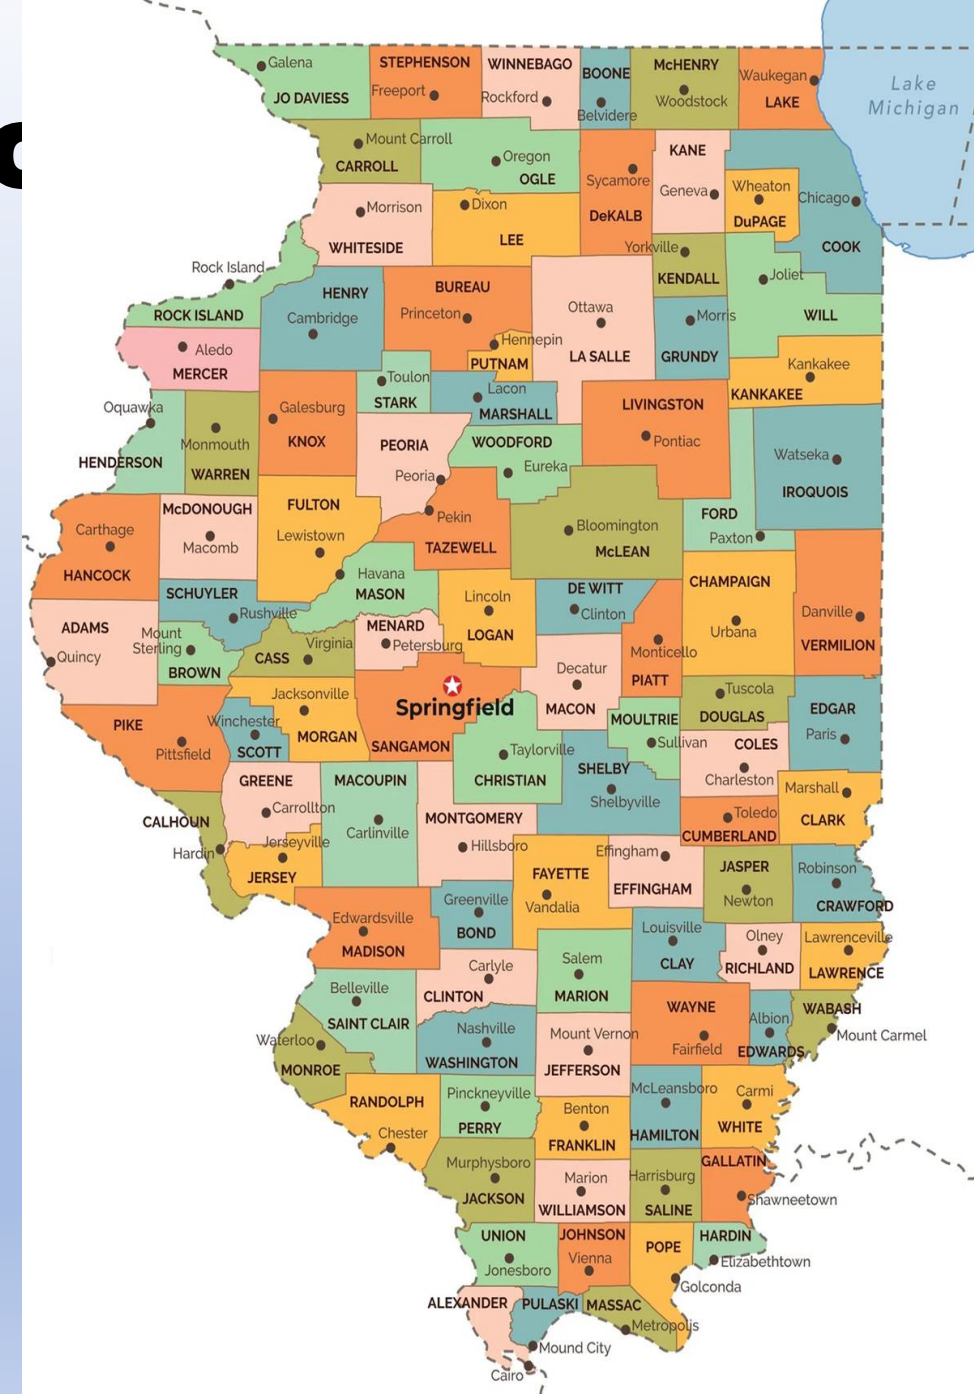 Galena
STEPHENSON
WINNEBAGO
BOONE
McHENRY
Waukegan
Lake
Michigan
JO DAVIESS
Freeport
Rockford
Belvidere
Woodstock
LAKE
Mount Carroll
CARROLL
Oregon
OGLE
Sycamore
DeKALB
KANE
Geneva
Wheaton
DuPAGE
Chicago
COOK
Morrison
WHITESIDE
Dixon
LEE
Yorkville
KENDALL
Joliet
WILL
Rock Island
ROCK ISLAND
HENRY
Cambridge
BUREAU
Princeton
Ottawa
LA SALLE
Morris
GRUNDY
Aledo
MERCER
Hennepin
PUTNAM
Kankakee
KANKAKEE
Toulon
STARK
Lacon
MARSHALL
LIVINGSTON
Pontiac
Oquawka
HENDERSON
Monmouth
WARREN
Galesburg
KNOX
PEORIA
Peoria
WOODFORD
Eureka
Watseka
IROQUOIS
FORD
Paxton
Carthage
HANCOCK
McDONOUGH
Macomb
FULTON
Lewistown
Pekin
TAZEWELL
Bloomington
McLEAN
Havana
MASON
SCHUYLER
Rushville
Lincoln
LOGAN
DE WITT
Clinton
CHAMPAIGN
Urbana
Danville
VERMILION
ADAMS
Quincy
Mount
Sterling
BROWN
Virginia
CASS
MENARD
Petersburg
Decatur
MACON
Monticello
PIATT
Springfield
SANGAMON
Jacksonville
MORGAN
PIKE
Pittsfield
Winchester
SCOTT
Taylorville
CHRISTIAN
MOULTRIE
Sullivan
Tuscola
DOUGLAS
EDGAR
Paris
COLES
Charleston
SHELBY
Shelbyville
GREENE
Carrollton
MACOUPIN
Carlinville
MONTGOMERY
Hillsboro
Toledo
CUMBERLAND
Marshall
CLARK
CALHOUN
Hardin
Jerseyville
JERSEY
FAYETTE
Vandalia
Effingham
EFFINGHAM
JASPER
Newton
Robinson
CRAWFORD
Edwardsville
MADISON
Greenville
BOND
Louisville
CLAY
Olney
RICHLAND
Lawrenceville
LAWRENCE
Belleville
SAINT CLAIR
Carlyle
CLINTON
Salem
MARION
WAYNE
Fairfield
Albion
EDWARDS
WABASH
Mount Carmel
Waterloo
MONROE
Nashville
WASHINGTON
Mount Vernon
JEFFERSON
RANDOLPH
Chester
Pinckneyville
PERRY
Benton
FRANKLIN
McLeansboro
HAMILTON
Carmi
WHITE
Murphysboro
JACKSON
Marion
WILLIAMSON
Harrisburg
SALINE
GALLATIN
Shawneetown
UNION
Jonesboro
JOHNSON
Vienna
POPE
Golconda
HARDIN
Elizabethtown
ALEXANDER
PULASKI
MASSAC
Metropolis
Mound City
Cairo